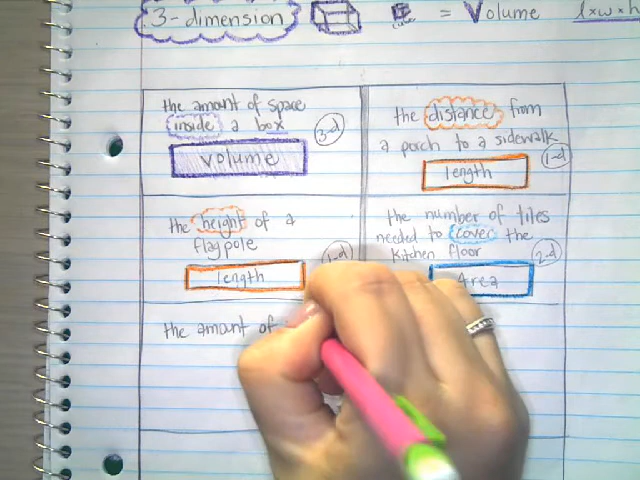 3-dimension = Volume l×w×h
the amount of space
inside a box
3-d
volume
the distance from
a porch to a sidewalk
1-d
length
the height of a
flagpole
1-d
length
the number of tiles
needed to cover the
kitchen floor
2-d
Area
the amount of